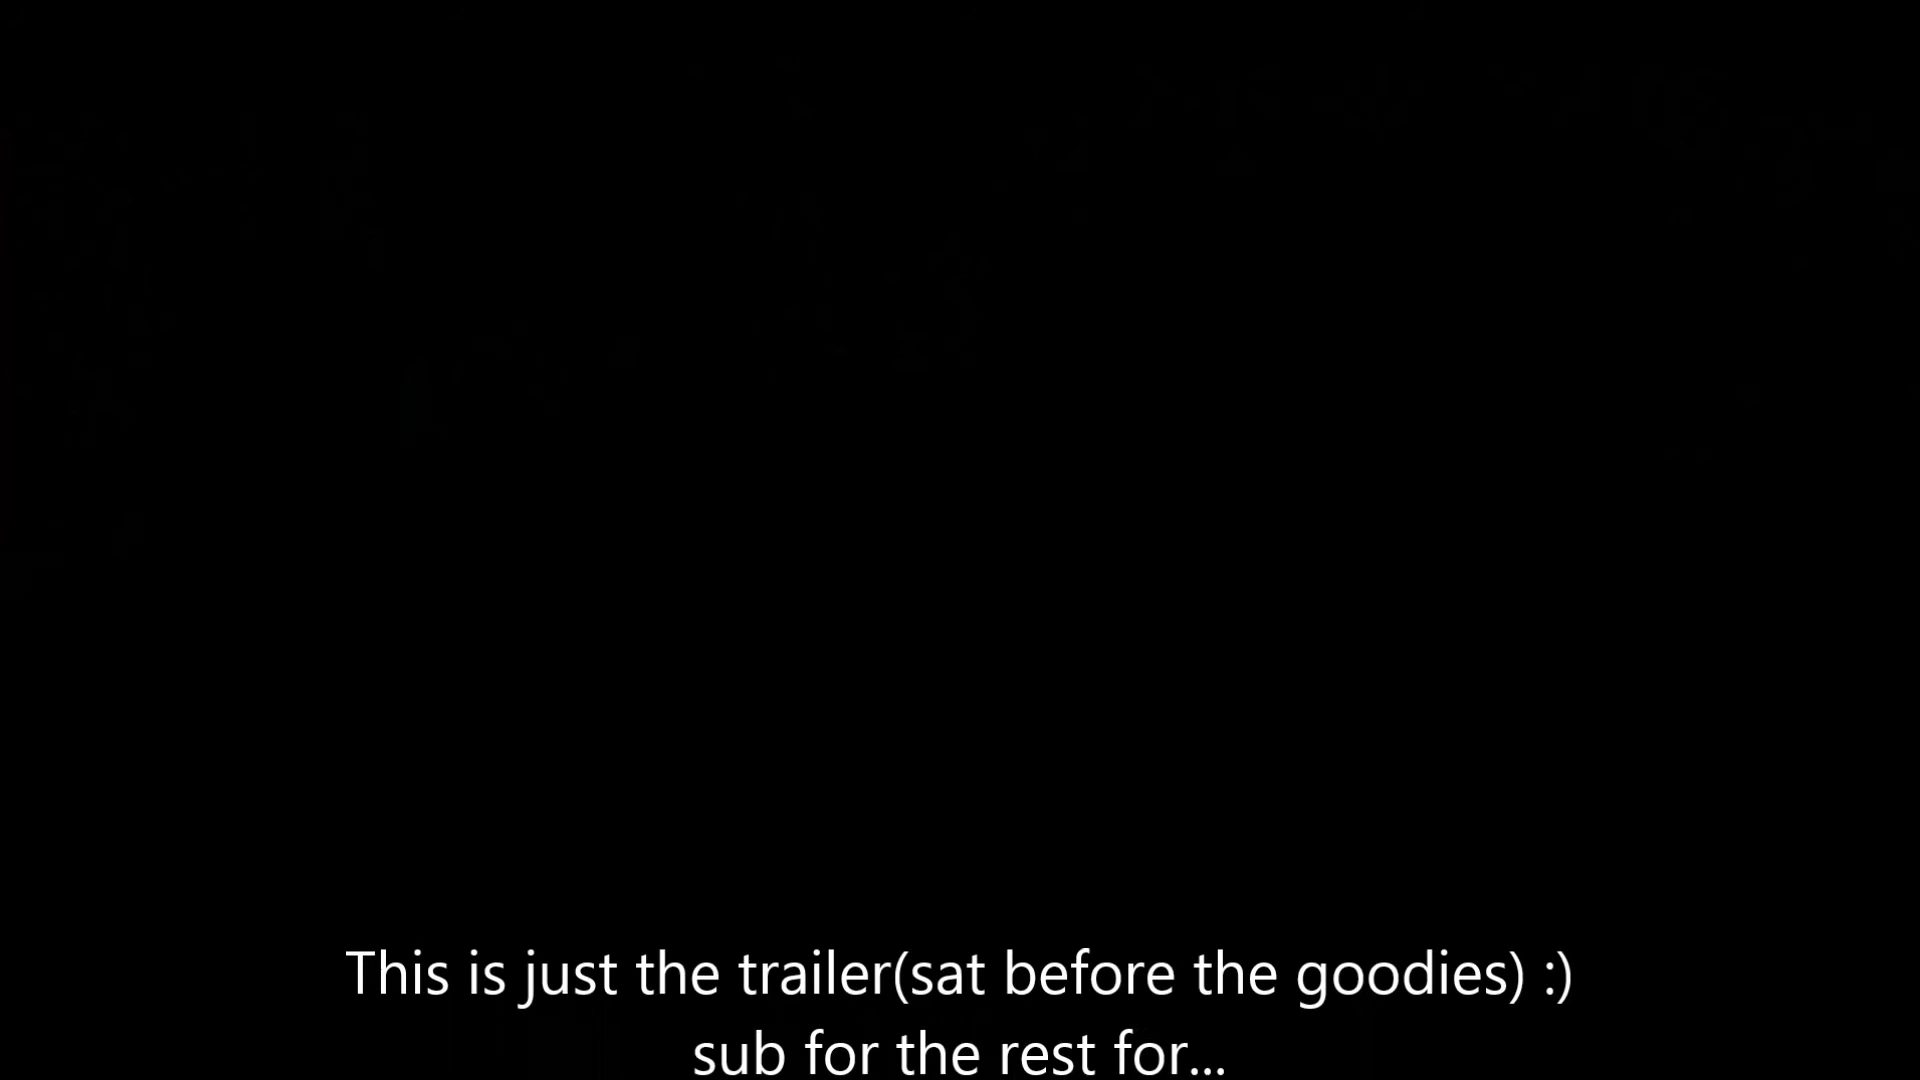 This is just the trailer(sat before the goodies) :)
sub for the rest for...